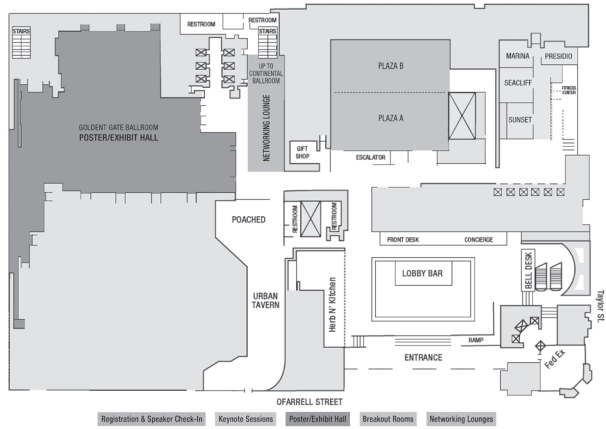 RESTROOM
RESTROOM
STAIRS
STAIRS
UP TO
CONTINENTAL
BALLROOM
NETWORKING LOUNGE
GOLDENT GATE BALLROOM
POSTER/EXHIBIT HALL
PLAZA B
PLAZA A
MARINA
PRESIDIO
SEACLIFF
FITNESS
CENTER
SUNSET
GIFT
SHOP
ESCALATOR
POACHED
RESTROOM
RESTROOM
FRONT DESK
CONCIERGE
LOBBY BAR
BELL DESK
URBAN
TAVERN
Herb N' Kitchen
Taylor St.
RAMP
ENTRANCE
Fed Ex
OFARRELL STREET
Registration & Speaker Check-In
Keynote Sessions
Poster/Exhibit Hall
Breakout Rooms
Networking Lounges